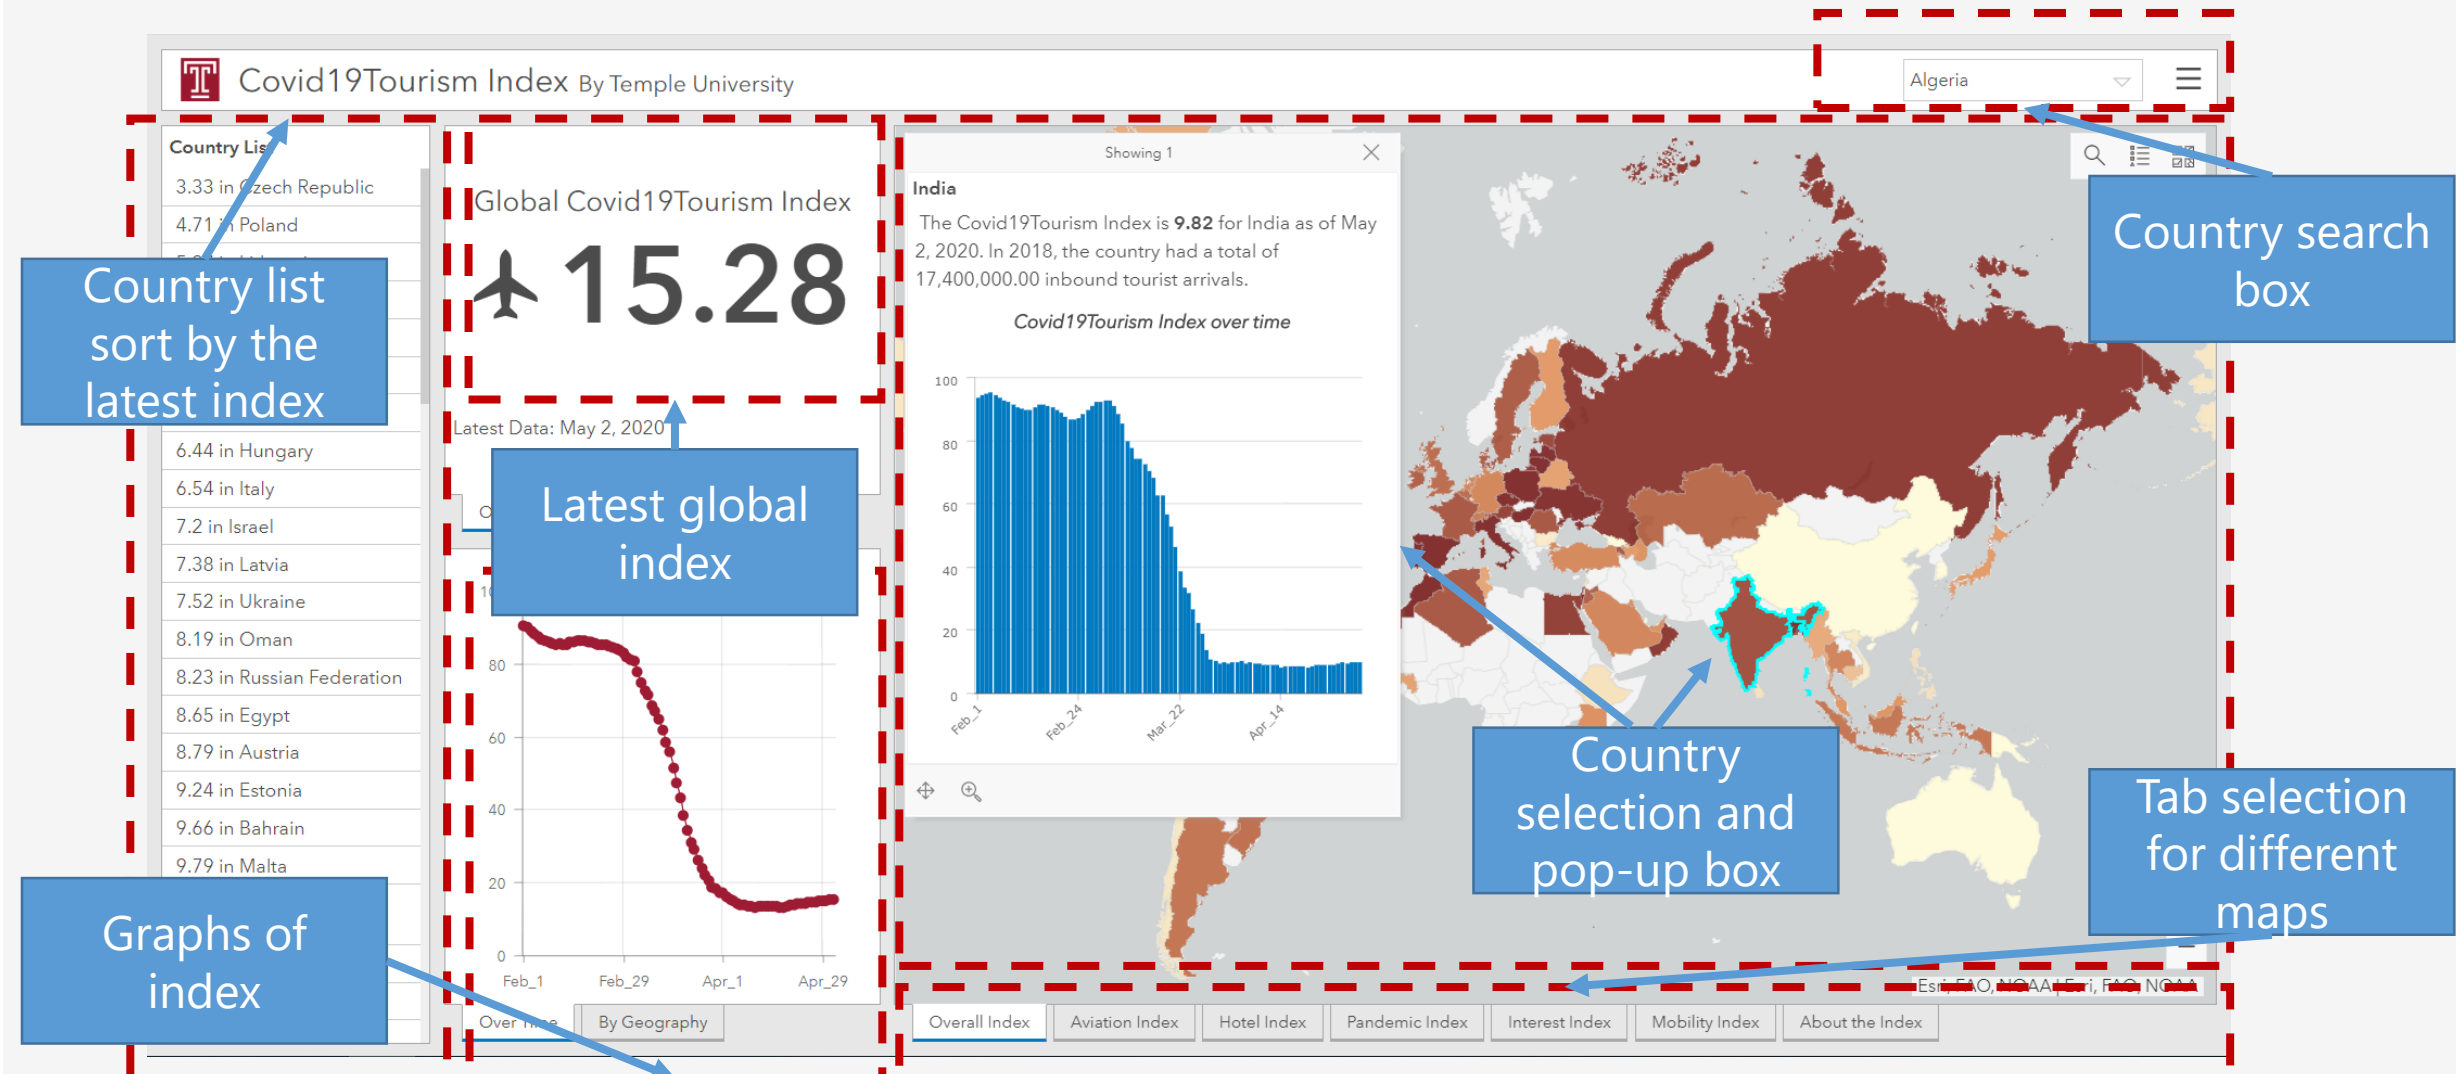 Covid19Tourism Index By Temple University
Algeria
Country search
box
Country
3.33 in Czech Republic
4.71 in Poland
Country list
sort by the
latest index
6.44 in Hungary
6.54 in Italy
7.2 in Israel
7.38 in Latvia
7.52 in Ukraine
8.19 in Oman
8.23 in Russian Federation
8.65 in Egypt
8.79 in Austria
9.24 in Estonia
9.66 in Bahrain
9.79 in Malta
Graphs of
index
Global Covid19Tourism Index
15.28
Latest Data: May 2, 2020
Latest global
index
80
60
40
20
0
Feb_1 Feb_29 Apr_1 Apr_29
Over Time By Geography
Showing 1
India
The Covid19Tourism Index is 9.82 for India as of May
2, 2020. In 2018, the country had a total of
17,400,000.00 inbound tourist arrivals.
Covid19Tourism Index over time
100
80
60
40
20
0
Feb_1 Feb_24 Mar_22 Apr_14
Country
selection and
pop-up box
Tab selection
for different
maps
Esri, FAO, NOAA | Esri, FAO, NOAA
Overall Index Aviation Index Hotel Index Pandemic Index Interest Index Mobility Index About the Index